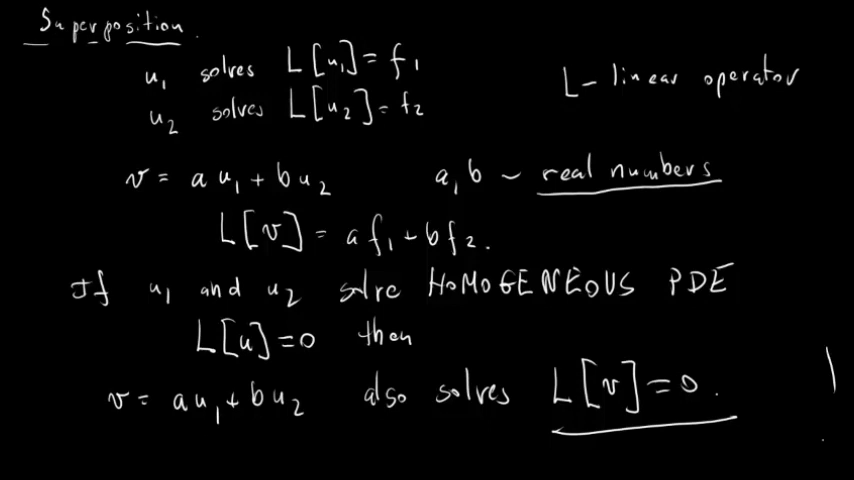 Superposition.
u₁ solves L[u₁] = f₁
L – linear operator
u₂ solves L[u₂] = f₂
v = a u₁ + b u₂ a, b ~ real numbers
L[v] = a f₁ + b f₂.
If u₁ and u₂ solve HOMOGENEOUS PDE
L[u] = 0 then
v = a u₁ + b u₂ also solves L[v] = 0.